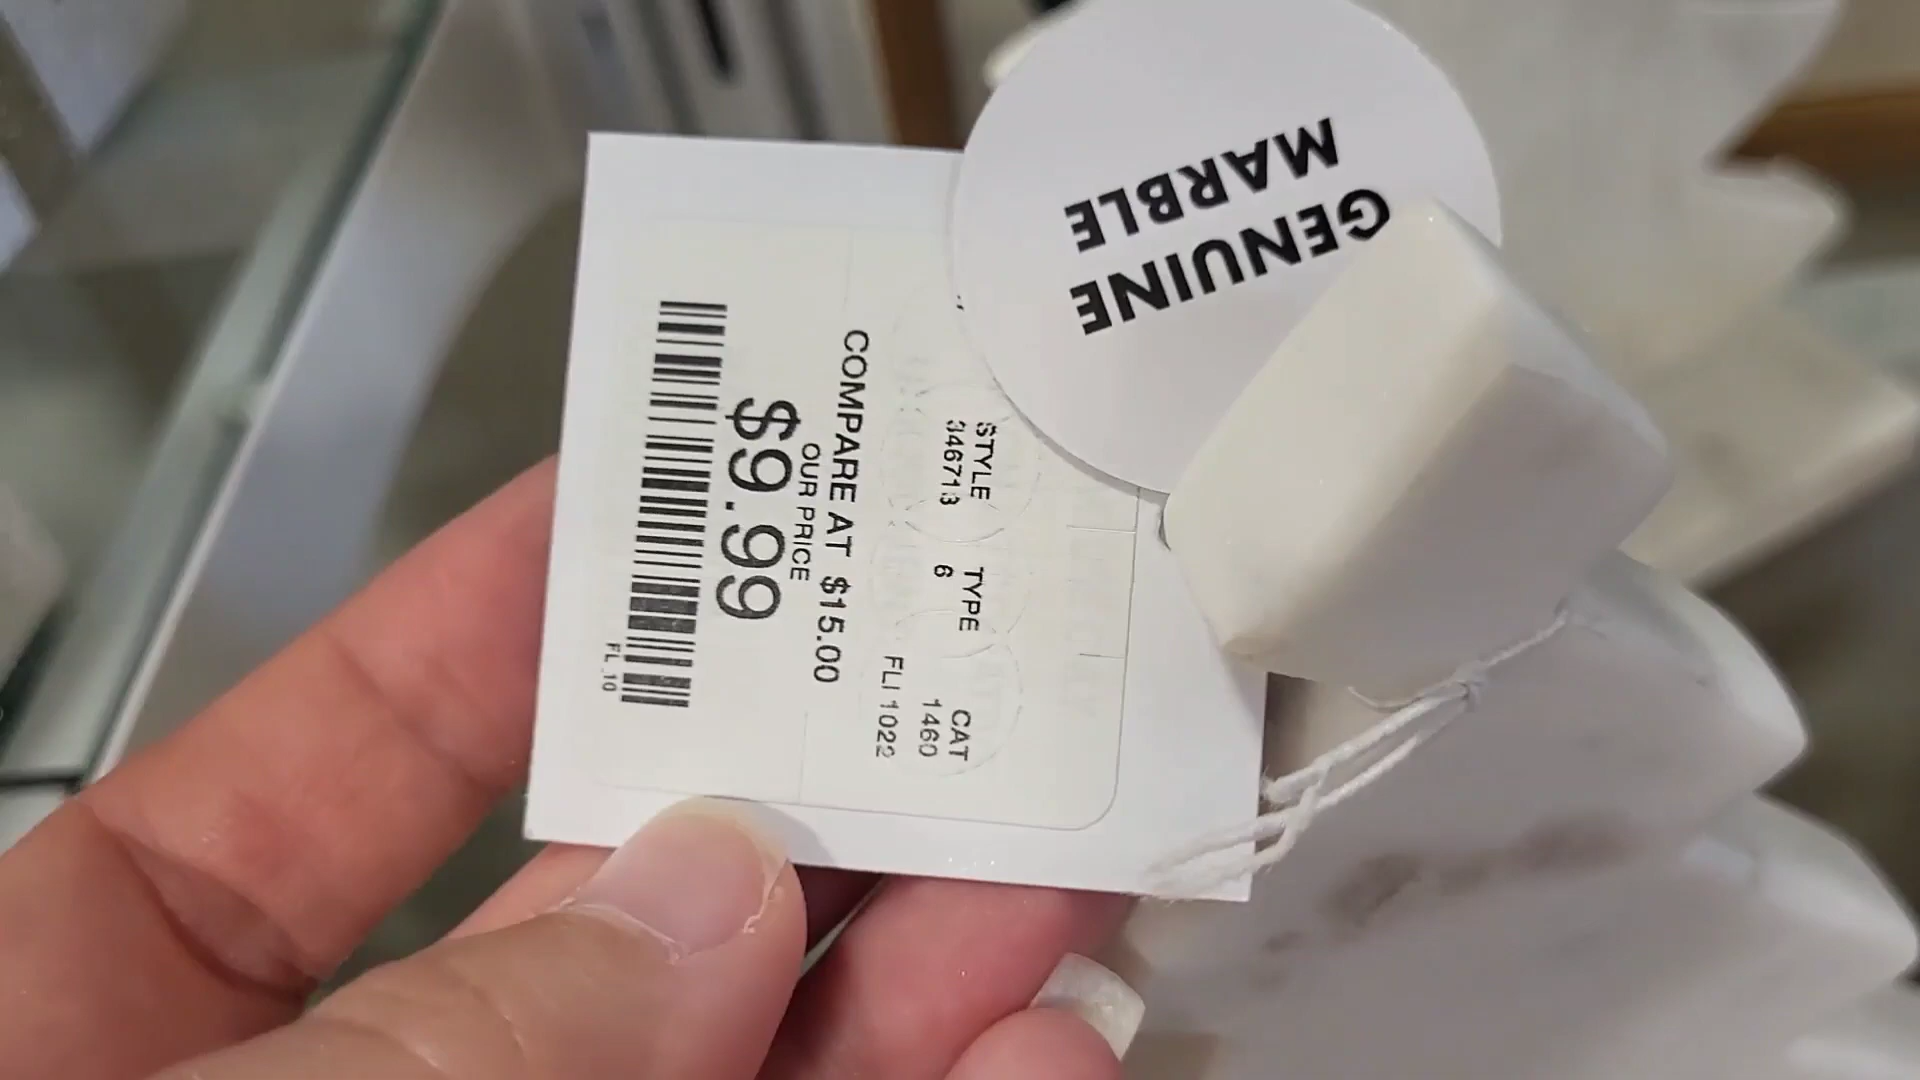 GENUINE
MARBLE
STYLE TYPE CAT
346713 6 1460
FLI 1022
COMPARE AT $15.00
OUR PRICE
$9.99
FL 10